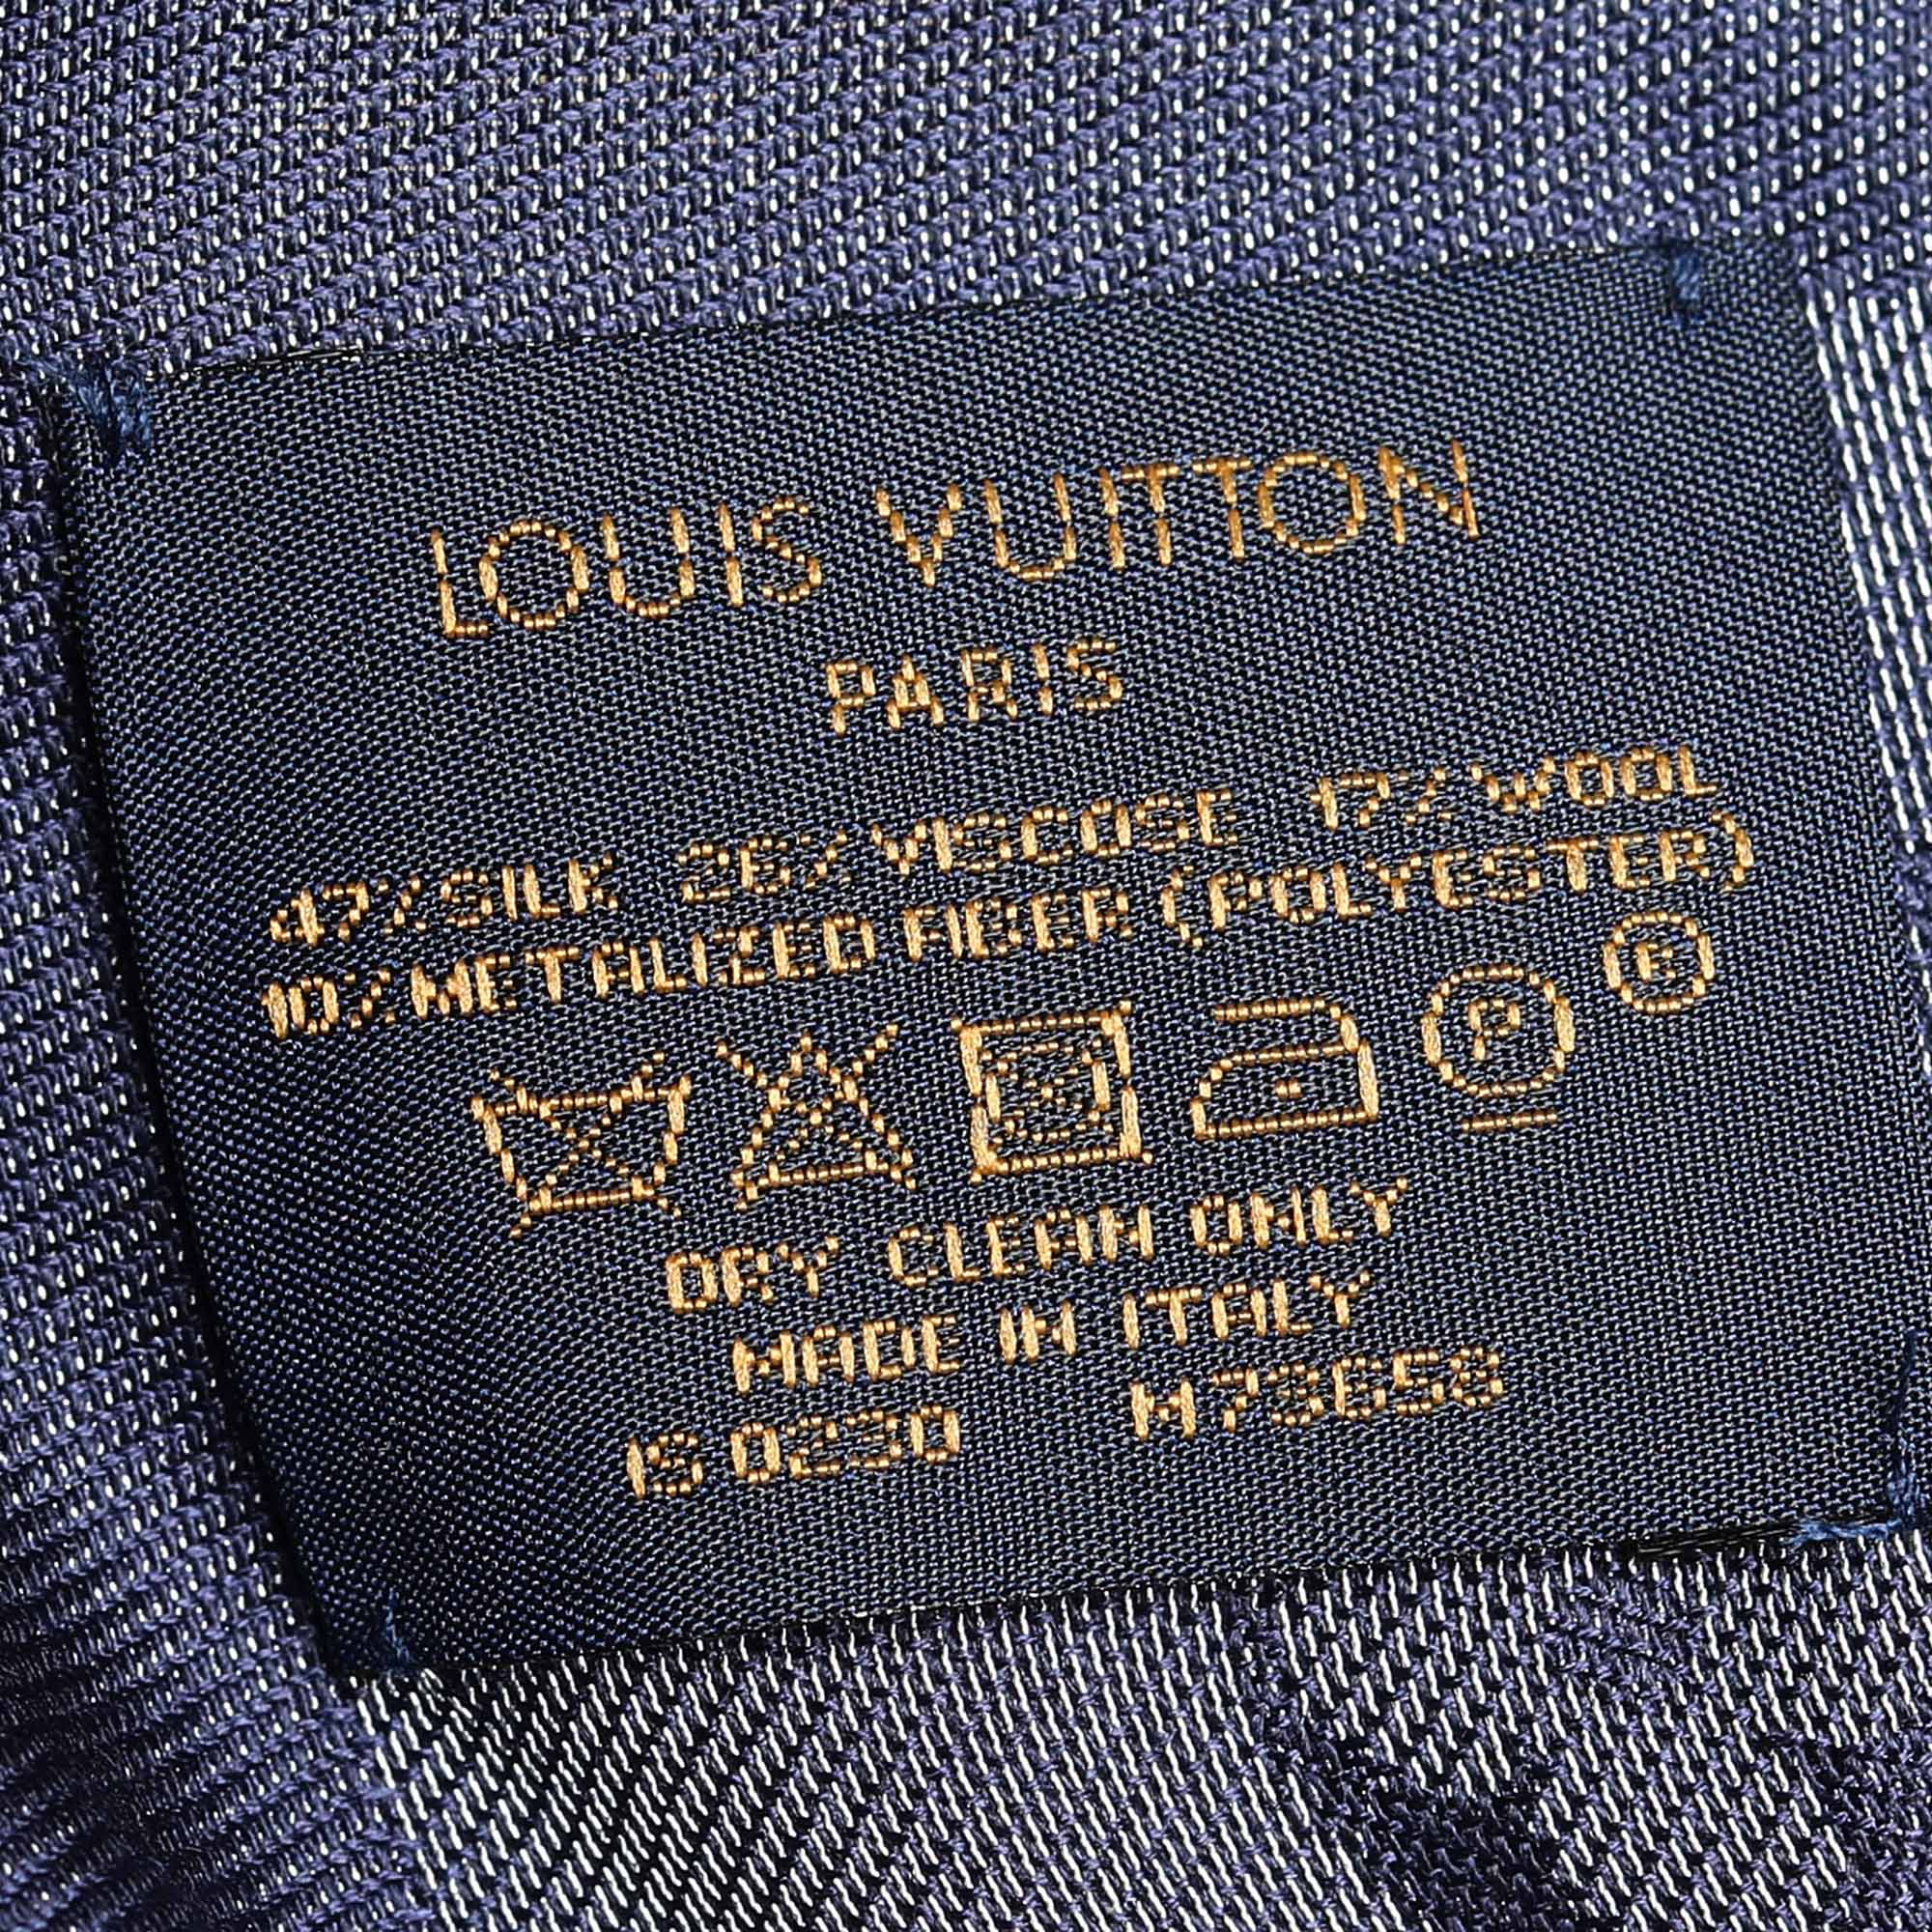 LOUIS VUITTON
PARIS
47% SILK 26% VISCOSE 17% WOOL
10% METALIZED FIBER (POLYESTER)
P
DRY CLEAN ONLY
MADE IN ITALY
IS 0230 M73658